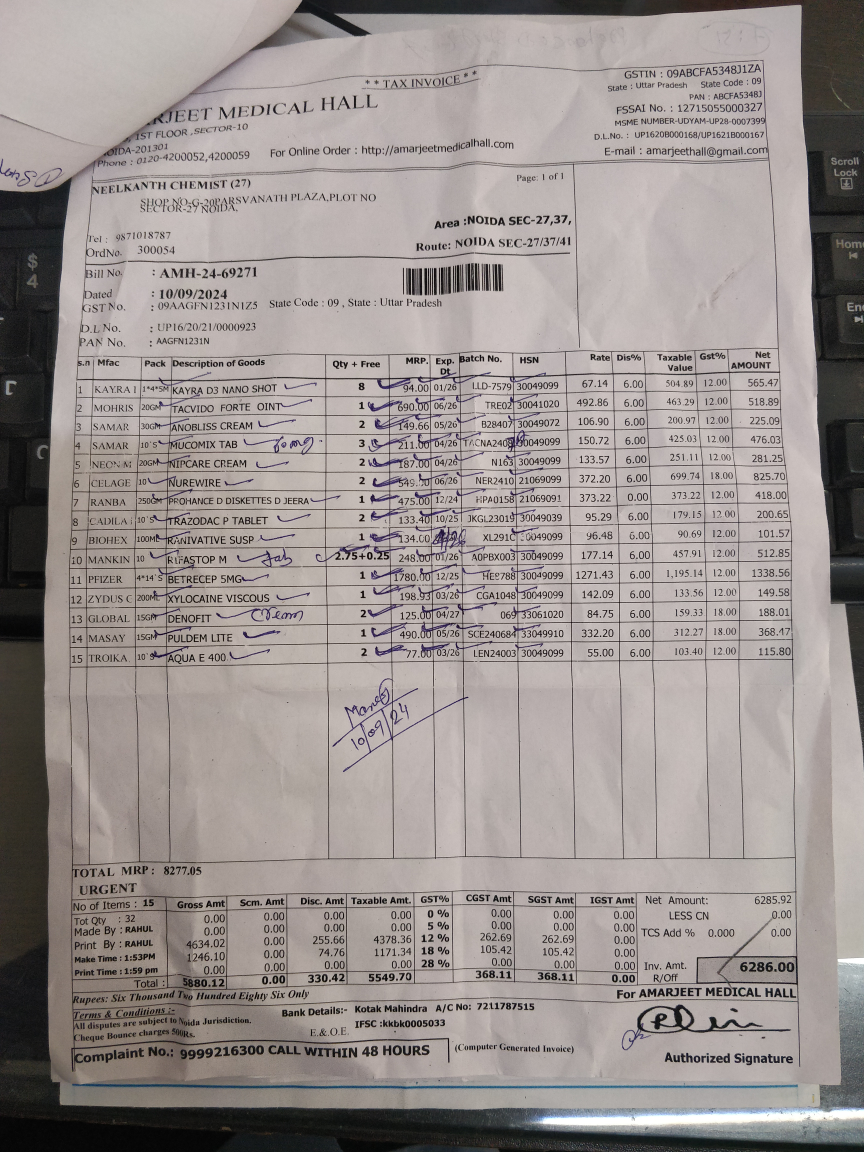 ** TAX INVOICE **
RJEET MEDICAL HALL
, 1ST FLOOR ,SECTOR-10
OIDA-201301
Phone : 0120-4200052,4200059
For Online Order : http://amarjeetmedicalhall.com
GSTIN : 09ABCFA5348J1ZA
State : Uttar Pradesh State Code : 09
PAN : ABCFA5348J
FSSAI No. : 12715055000327
MSME NUMBER-UDYAM-UP28-0007399
D.L.No. : UP1620B000168/UP1621B000167
E-mail : amarjeethall@gmail.com
NEELKANTH CHEMIST (27)
Page: 1 of 1
SHOP NO-G-20PARSVANATH PLAZA,PLOT NO
SECTOR-27 NOIDA,
Area :NOIDA SEC-27,37,
Tel : 9871018787
OrdNo. 300054
Route: NOIDA SEC-27/37/41
Bill No. : AMH-24-69271
Dated : 10/09/2024
GST No. : 09AAGFN1231N1Z5 State Code : 09 , State : Uttar Pradesh
D.L No. : UP16/20/21/0000923
PAN No. : AAGFN1231N
s.n Mfac Pack Description of Goods Qty + Free MRP. Exp. Dt Batch No. HSN Rate Dis% Taxable Value Gst% Net AMOUNT
1 KAYRA 1*4*5M KAYRA D3 NANO SHOT 8 94.00 01/26 LLD-7579 30049099 67.14 6.00 504.89 12.00 565.47
2 MOHRIS 20GM TACVIDO FORTE OINT 1 690.00 06/26 TRE02 30041020 492.86 6.00 463.29 12.00 518.89
3 SAMAR 30GM ANOBLISS CREAM 2 149.66 05/26 B28407 30049072 106.90 6.00 200.97 12.00 225.09
4 SAMAR 10'S MUCOMIX TAB 3 211.00 04/26 TACNA240 30049099 150.72 6.00 425.03 12.00 476.03
5 NEON M 20GM NIPCARE CREAM 2 187.00 04/26 N163 30049099 133.57 6.00 251.11 12.00 281.25
6 CELAGE 10 NUREWIRE 2 549.50 06/26 NER2410 21069099 372.20 6.00 699.74 18.00 825.70
7 RANBA 250GM PROHANCE D DISKETTES D JEERA 1 475.00 12/24 HPA0158 21069091 373.22 0.00 373.22 12.00 418.00
8 CADILA 10'S TRAZODAC P TABLET 2 133.40 10/25 JKGL23019 30049039 95.29 6.00 179.15 12.00 200.65
9 BIOHEX 100ML RANIVATIVE SUSP 1 134.00 XL291C 30049099 96.48 6.00 90.69 12.00 101.57
10 MANKIN 10 RIFASTOP M Tab 2.75+0.25 248.00 01/26 A0PBX003 30049099 177.14 6.00 457.91 12.00 512.85
11 PFIZER 4*14'S BETRECEP 5MG 1 1780.00 12/25 HE8788 30049099 1271.43 6.00 1,195.14 12.00 1338.56
12 ZYDUS C 200ML XYLOCAINE VISCOUS 1 198.93 03/26 CGA1048 30049099 142.09 6.00 133.56 12.00 149.58
13 GLOBAL 15GM DENOFIT Cream 2 125.00 04/27 069 33061020 84.75 6.00 159.33 18.00 188.01
14 MASAY 15GM PULDEM LITE 1 490.00 05/26 SCE240684 33049910 332.20 6.00 312.27 18.00 368.47
15 TROIKA 10'S AQUA E 400 2 77.00 03/26 LEN24003 30049099 55.00 6.00 103.40 12.00 115.80
10/09/24
TOTAL MRP : 8277.05
URGENT
No of Items : 15 Gross Amt Scm. Amt Disc. Amt Taxable Amt. GST% CGST Amt SGST Amt IGST Amt Net Amount: 6285.92
Tot Qty : 32 0.00 0.00 0.00 0.00 0 % 0.00 0.00 0.00 LESS CN 0.00
Made By : RAHUL 0.00 0.00 0.00 0.00 5 % 0.00 0.00 0.00 TCS Add % 0.000 0.00
Print By : RAHUL 4634.02 0.00 255.66 4378.36 12 % 262.69 262.69 0.00
Make Time : 1:53PM 1246.10 0.00 74.76 1171.34 18 % 105.42 105.42 0.00
Print Time : 1:59 pm 0.00 0.00 0.00 0.00 28 % 0.00 0.00 0.00 Inv. Amt. 6286.00
Total : 5880.12 0.00 330.42 5549.70 368.11 368.11 0.00 R/Off
Rupees: Six Thousand Two Hundred Eighty Six Only
For AMARJEET MEDICAL HALL
Terms & Conditions :-
Bank Details:- Kotak Mahindra A/C No: 7211787515
All disputes are subject to Noida Jurisdiction.
IFSC :kkbk0005033
Cheque Bounce charges 500Rs.
E.& O.E.
Complaint No.: 9999216300 CALL WITHIN 48 HOURS
(Computer Generated Invoice)
Authorized Signature
Scroll
Lock
Home
End
$
4